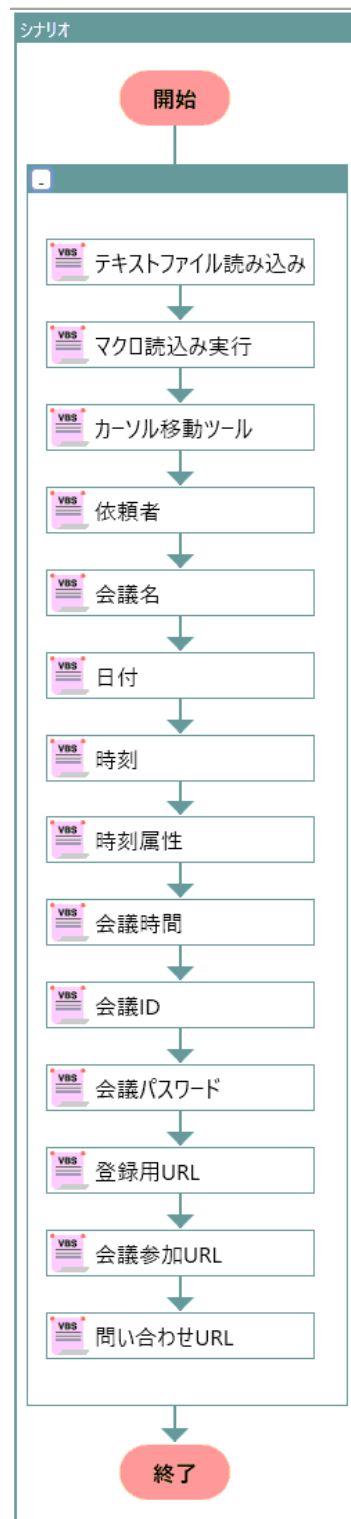 シナリオ
開始
-
VBS テキストファイル読み込み
VBS マクロ読込み実行
VBS カーソル移動ツール
VBS 依頼者
VBS 会議名
VBS 日付
VBS 時刻
VBS 時刻属性
VBS 会議時間
VBS 会議ID
VBS 会議パスワード
VBS 登録用URL
VBS 会議参加URL
VBS 問い合わせURL
終了